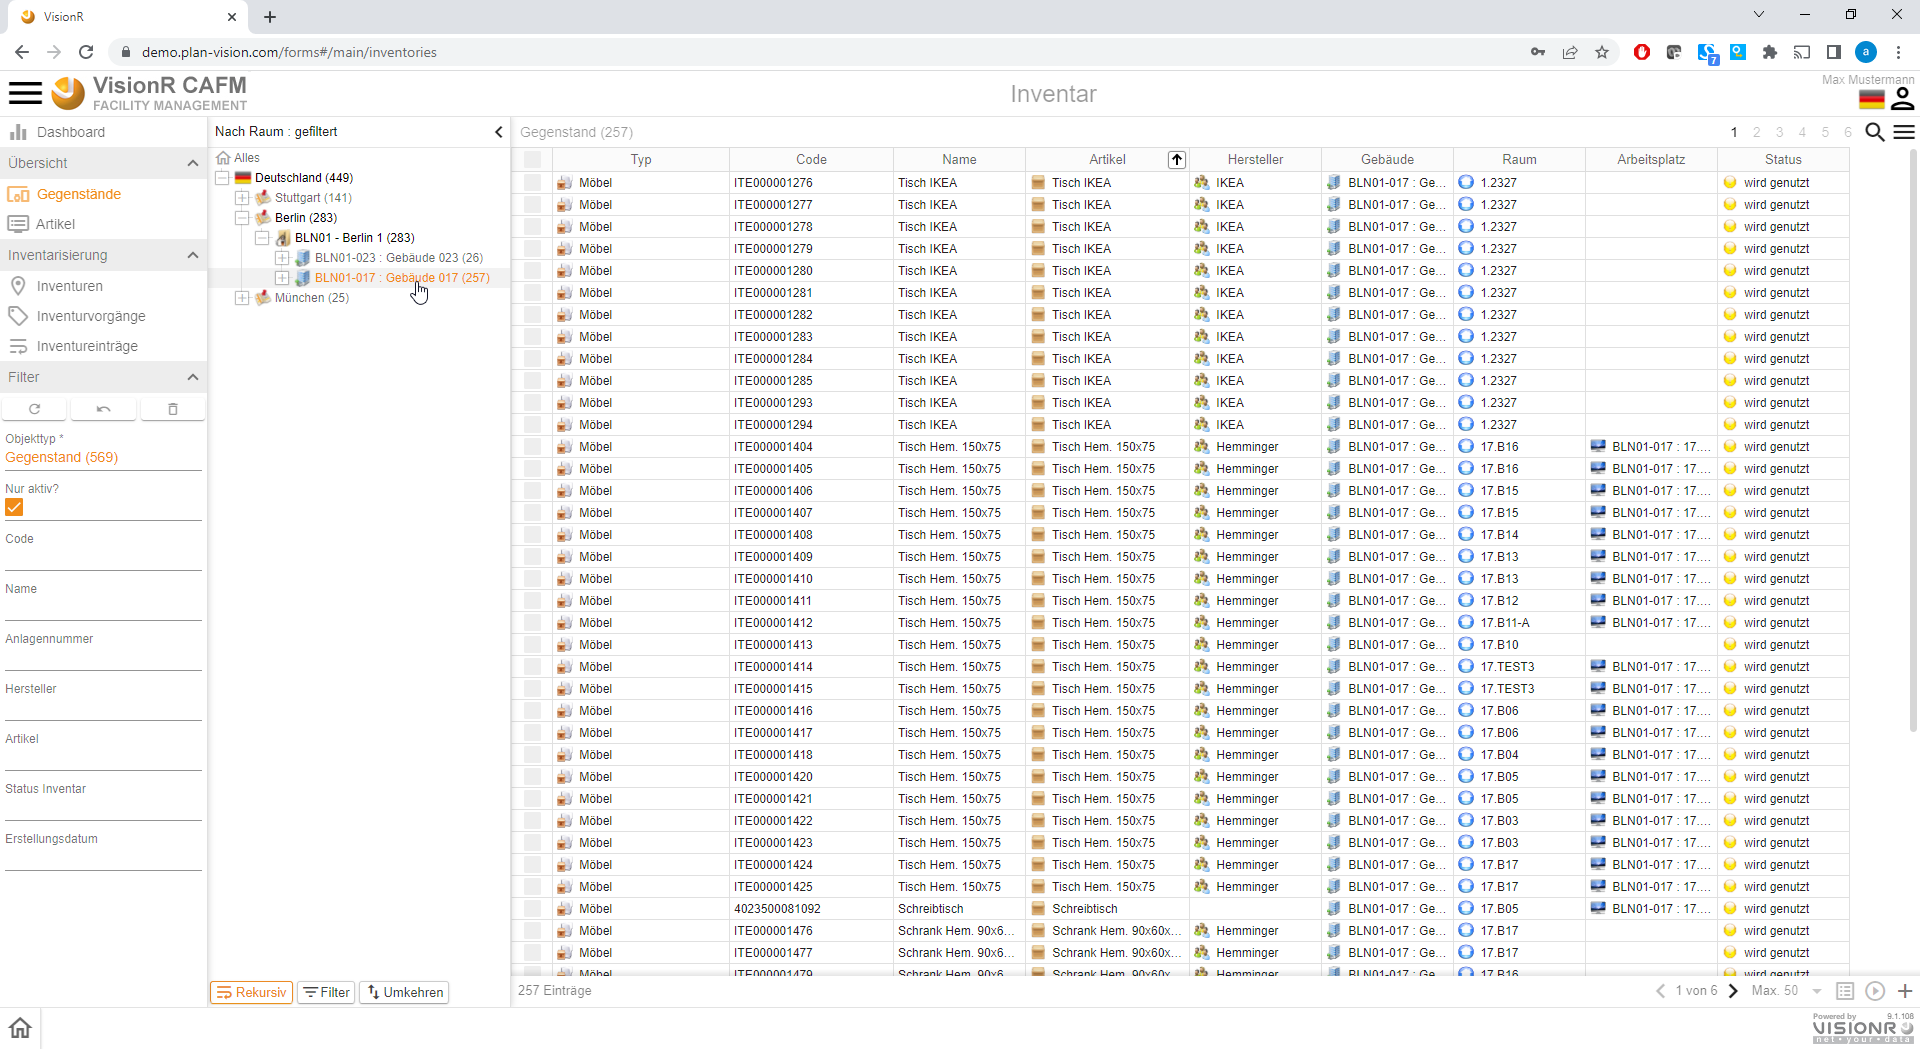 VisionR
demo.plan-vision.com/forms#/main/inventories
a
7
VisionR CAFM
FACILITY MANAGEMENT
Inventar
Max Mustermann
Dashboard
Übersicht
Gegenstände
Artikel
Inventarisierung
Inventuren
Inventurvorgänge
Inventureinträge
Filter
Objekttyp *
Gegenstand (569)
Nur aktiv?
Code
Name
Anlagennummer
Hersteller
Artikel
Status Inventar
Erstellungsdatum
Nach Raum : gefiltert
Alles
Deutschland (449)
Stuttgart (141)
Berlin (283)
BLN01 - Berlin 1 (283)
BLN01-023 : Gebäude 023 (26)
BLN01-017 : Gebäude 017 (257)
München (25)
Rekursiv Filter Umkehren
Gegenstand (257) 1 2 3 4 5 6
Typ Code Name Artikel Hersteller Gebäude Raum Arbeitsplatz Status
Möbel ITE000001276 Tisch IKEA Tisch IKEA IKEA BLN01-017 : Ge... 1.2327 wird genutzt
Möbel ITE000001277 Tisch IKEA Tisch IKEA IKEA BLN01-017 : Ge... 1.2327 wird genutzt
Möbel ITE000001278 Tisch IKEA Tisch IKEA IKEA BLN01-017 : Ge... 1.2327 wird genutzt
Möbel ITE000001279 Tisch IKEA Tisch IKEA IKEA BLN01-017 : Ge... 1.2327 wird genutzt
Möbel ITE000001280 Tisch IKEA Tisch IKEA IKEA BLN01-017 : Ge... 1.2327 wird genutzt
Möbel ITE000001281 Tisch IKEA Tisch IKEA IKEA BLN01-017 : Ge... 1.2327 wird genutzt
Möbel ITE000001282 Tisch IKEA Tisch IKEA IKEA BLN01-017 : Ge... 1.2327 wird genutzt
Möbel ITE000001283 Tisch IKEA Tisch IKEA IKEA BLN01-017 : Ge... 1.2327 wird genutzt
Möbel ITE000001284 Tisch IKEA Tisch IKEA IKEA BLN01-017 : Ge... 1.2327 wird genutzt
Möbel ITE000001285 Tisch IKEA Tisch IKEA IKEA BLN01-017 : Ge... 1.2327 wird genutzt
Möbel ITE000001293 Tisch IKEA Tisch IKEA IKEA BLN01-017 : Ge... 1.2327 wird genutzt
Möbel ITE000001294 Tisch IKEA Tisch IKEA IKEA BLN01-017 : Ge... 1.2327 wird genutzt
Möbel ITE000001404 Tisch Hem. 150x75 Tisch Hem. 150x75 Hemminger BLN01-017 : Ge... 17.B16 BLN01-017 : 17.... wird genutzt
Möbel ITE000001405 Tisch Hem. 150x75 Tisch Hem. 150x75 Hemminger BLN01-017 : Ge... 17.B16 BLN01-017 : 17.... wird genutzt
Möbel ITE000001406 Tisch Hem. 150x75 Tisch Hem. 150x75 Hemminger BLN01-017 : Ge... 17.B15 BLN01-017 : 17.... wird genutzt
Möbel ITE000001407 Tisch Hem. 150x75 Tisch Hem. 150x75 Hemminger BLN01-017 : Ge... 17.B15 BLN01-017 : 17.... wird genutzt
Möbel ITE000001408 Tisch Hem. 150x75 Tisch Hem. 150x75 Hemminger BLN01-017 : Ge... 17.B14 BLN01-017 : 17.... wird genutzt
Möbel ITE000001409 Tisch Hem. 150x75 Tisch Hem. 150x75 Hemminger BLN01-017 : Ge... 17.B13 BLN01-017 : 17.... wird genutzt
Möbel ITE000001410 Tisch Hem. 150x75 Tisch Hem. 150x75 Hemminger BLN01-017 : Ge... 17.B13 BLN01-017 : 17.... wird genutzt
Möbel ITE000001411 Tisch Hem. 150x75 Tisch Hem. 150x75 Hemminger BLN01-017 : Ge... 17.B12 BLN01-017 : 17.... wird genutzt
Möbel ITE000001412 Tisch Hem. 150x75 Tisch Hem. 150x75 Hemminger BLN01-017 : Ge... 17.B11-A BLN01-017 : 17.... wird genutzt
Möbel ITE000001413 Tisch Hem. 150x75 Tisch Hem. 150x75 Hemminger BLN01-017 : Ge... 17.B10 wird genutzt
Möbel ITE000001414 Tisch Hem. 150x75 Tisch Hem. 150x75 Hemminger BLN01-017 : Ge... 17.TEST3 BLN01-017 : 17.... wird genutzt
Möbel ITE000001415 Tisch Hem. 150x75 Tisch Hem. 150x75 Hemminger BLN01-017 : Ge... 17.TEST3 BLN01-017 : 17.... wird genutzt
Möbel ITE000001416 Tisch Hem. 150x75 Tisch Hem. 150x75 Hemminger BLN01-017 : Ge... 17.B06 BLN01-017 : 17.... wird genutzt
Möbel ITE000001417 Tisch Hem. 150x75 Tisch Hem. 150x75 Hemminger BLN01-017 : Ge... 17.B06 BLN01-017 : 17.... wird genutzt
Möbel ITE000001418 Tisch Hem. 150x75 Tisch Hem. 150x75 Hemminger BLN01-017 : Ge... 17.B04 BLN01-017 : 17.... wird genutzt
Möbel ITE000001420 Tisch Hem. 150x75 Tisch Hem. 150x75 Hemminger BLN01-017 : Ge... 17.B05 BLN01-017 : 17.... wird genutzt
Möbel ITE000001421 Tisch Hem. 150x75 Tisch Hem. 150x75 Hemminger BLN01-017 : Ge... 17.B05 BLN01-017 : 17.... wird genutzt
Möbel ITE000001422 Tisch Hem. 150x75 Tisch Hem. 150x75 Hemminger BLN01-017 : Ge... 17.B03 BLN01-017 : 17.... wird genutzt
Möbel ITE000001423 Tisch Hem. 150x75 Tisch Hem. 150x75 Hemminger BLN01-017 : Ge... 17.B03 BLN01-017 : 17.... wird genutzt
Möbel ITE000001424 Tisch Hem. 150x75 Tisch Hem. 150x75 Hemminger BLN01-017 : Ge... 17.B17 BLN01-017 : 17.... wird genutzt
Möbel ITE000001425 Tisch Hem. 150x75 Tisch Hem. 150x75 Hemminger BLN01-017 : Ge... 17.B17 BLN01-017 : 17.... wird genutzt
Möbel 4023500081092 Schreibtisch Schreibtisch BLN01-017 : Ge... 17.B05 BLN01-017 : 17.... wird genutzt
Möbel ITE000001476 Schrank Hem. 90x6... Schrank Hem. 90x60x... Hemminger BLN01-017 : Ge... 17.B17 wird genutzt
Möbel ITE000001477 Schrank Hem. 90x6... Schrank Hem. 90x60x... Hemminger BLN01-017 : Ge... 17.B17 wird genutzt
Möbel ITE000001479 Schrank Hem. 90x6... Schrank Hem. 90x60x... Hemminger BLN01-017 : Ge... 17.B16 wird genutzt
257 Einträge 1 von 6 Max. 50
Powered by 9.1.108
VISIONR
net • your • data